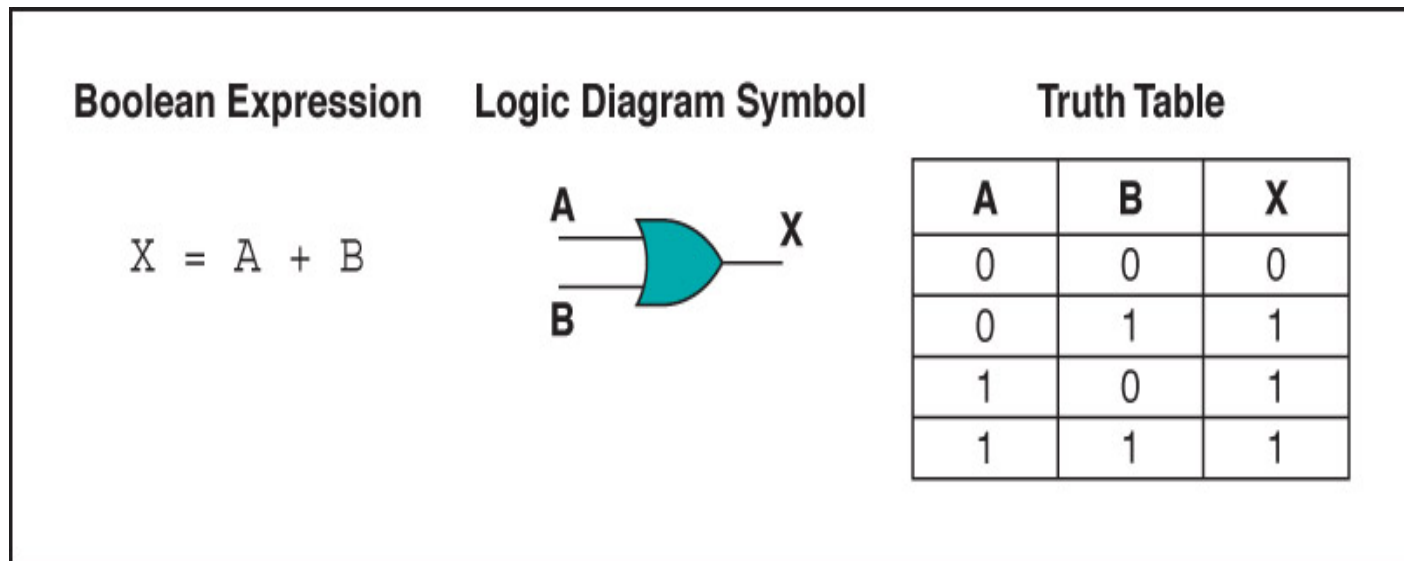 Boolean Expression
Logic Diagram Symbol
Truth Table
X = A + B
A
B
X
A B X
0 0 0
0 1 1
1 0 1
1 1 1